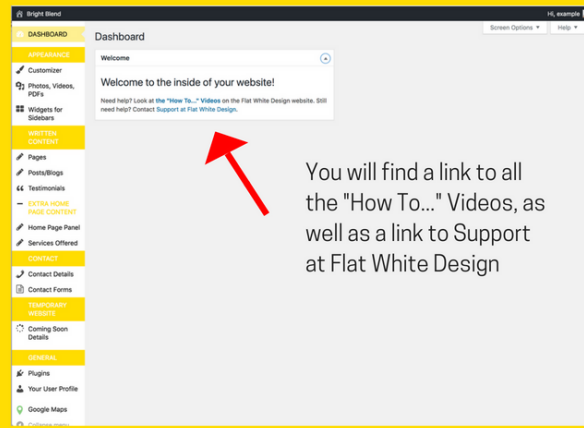 Bright Blend
Hi, example
Screen Options ▼
Help ▼
DASHBOARD
APPEARANCE
Customizer
Photos, Videos,
PDFs
Widgets for
Sidebars
WRITTEN
CONTENT
Pages
Posts/Blogs
Testimonials
EXTRA HOME
PAGE CONTENT
Home Page Panel
Services Offered
CONTACT
Contact Details
Contact Forms
TEMPORARY
WEBSITE
Coming Soon
Details
GENERAL
Plugins
Your User Profile
Google Maps
Collapse menu
Dashboard
Welcome
Welcome to the inside of your website!
Need help? Look at the "How To..." Videos on the Flat White Design website. Still
need help? Contact Support at Flat White Design.
You will find a link to all
the "How To..." Videos, as
well as a link to Support
at Flat White Design